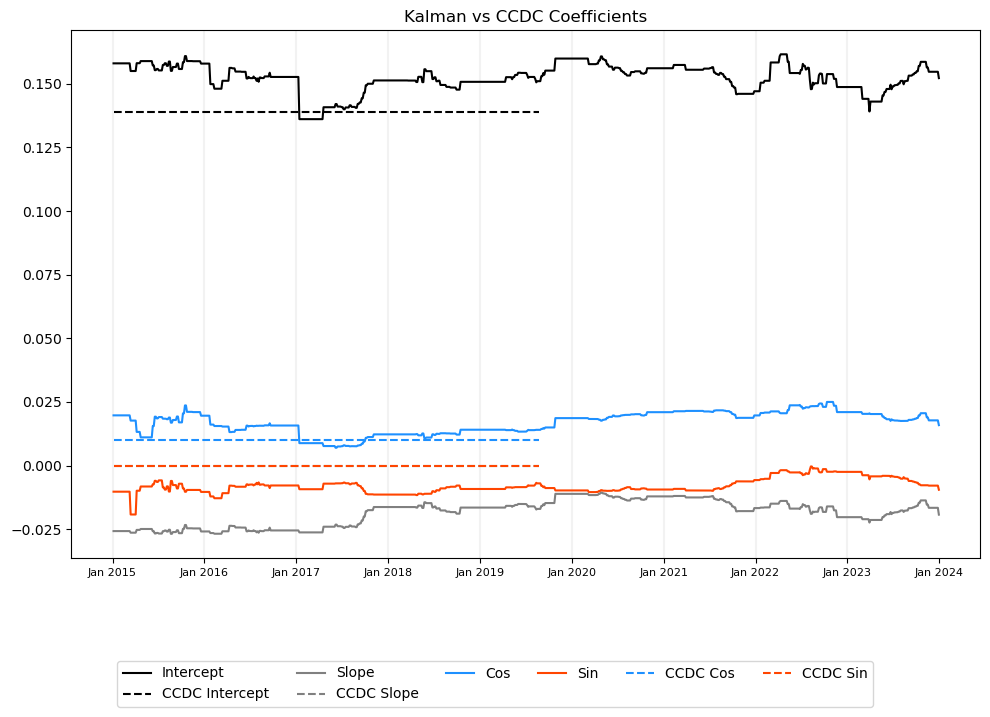 Kalman vs CCDC Coefficients
0.150
0.125
0.100
0.075
0.050
0.025
0.000
−0.025
Jan 2015 Jan 2016 Jan 2017 Jan 2018 Jan 2019 Jan 2020 Jan 2021 Jan 2022 Jan 2023 Jan 2024
Intercept Slope Cos Sin CCDC Cos CCDC Sin
CCDC Intercept CCDC Slope